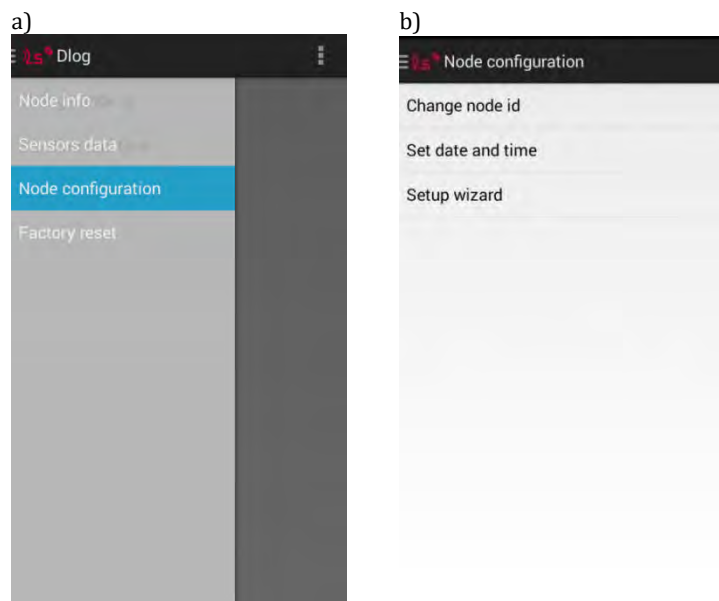 a)
Dlog
Node info
Sensors data
Node configuration
Factory reset
b)
Node configuration
Change node id
Set date and time
Setup wizard